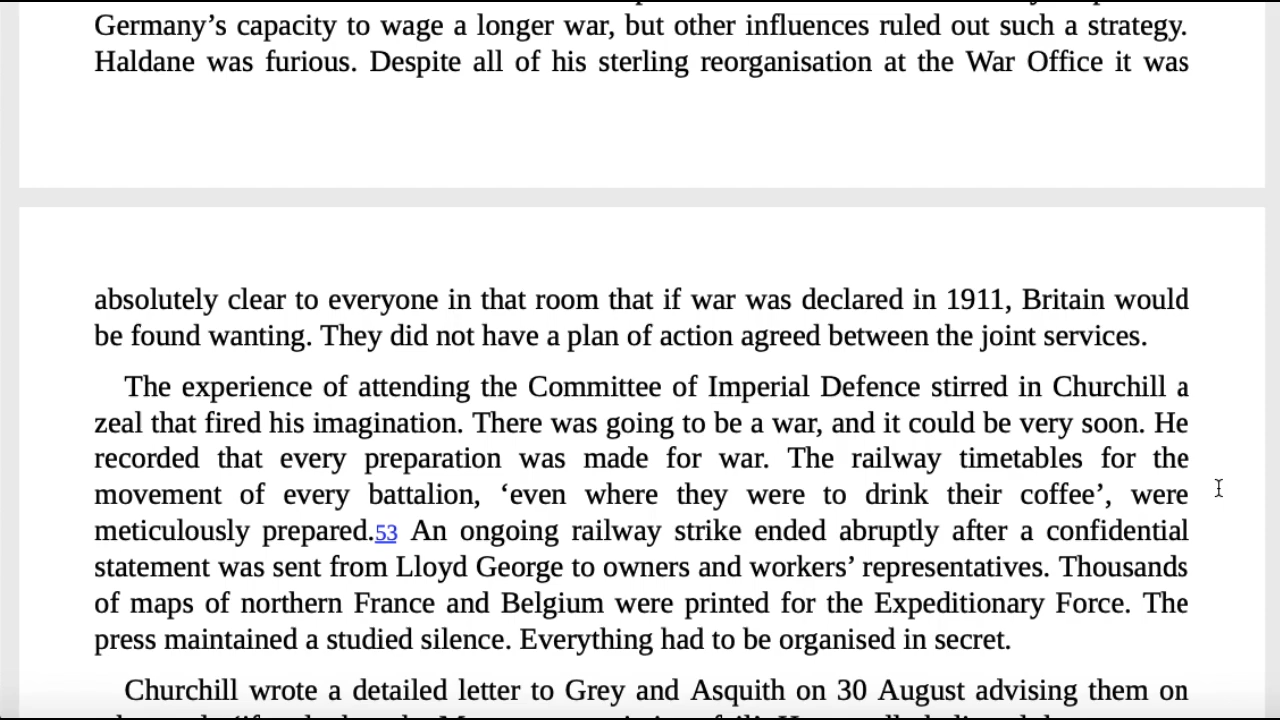 Germany’s capacity to wage a longer war, but other influences ruled out such a strategy.
Haldane was furious. Despite all of his sterling reorganisation at the War Office it was
absolutely clear to everyone in that room that if war was declared in 1911, Britain would
be found wanting. They did not have a plan of action agreed between the joint services.
The experience of attending the Committee of Imperial Defence stirred in Churchill a
zeal that fired his imagination. There was going to be a war, and it could be very soon. He
recorded that every preparation was made for war. The railway timetables for the
movement of every battalion, ‘even where they were to drink their coffee’, were
meticulously prepared.53 An ongoing railway strike ended abruptly after a confidential
statement was sent from Lloyd George to owners and workers’ representatives. Thousands
of maps of northern France and Belgium were printed for the Expeditionary Force. The
press maintained a studied silence. Everything had to be organised in secret.
Churchill wrote a detailed letter to Grey and Asquith on 30 August advising them on